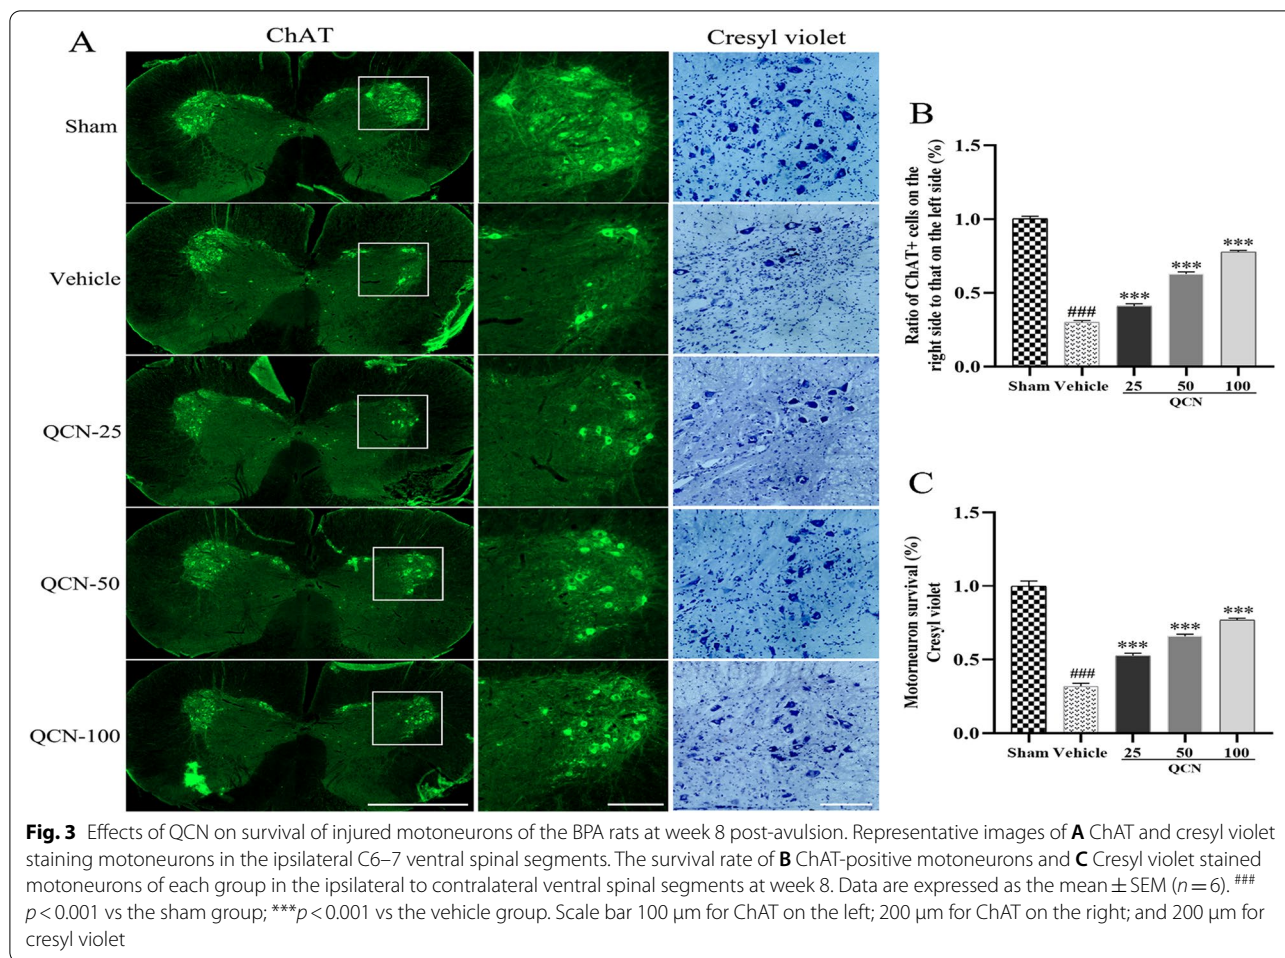 A
ChAT
Cresyl violet
Sham
Vehicle
QCN-25
QCN-50
QCN-100
B
Ratio of ChAT+ cells on the
right side to that on the left side (%)
1.5
1.0
0.5
0.0
###
***
***
***
Sham Vehicle 25 50 100
QCN
C
Motorneuron survival (%)
Cresyl violet
1.5
1.0
0.5
0.0
###
***
***
***
Sham Vehicle 25 50 100
QCN
Fig. 3 Effects of QCN on survival of injured motoneurons of the BPA rats at week 8 post-avulsion. Representative images of A ChAT and cresyl violet
staining motoneurons in the ipsilateral C6–7 ventral spinal segments. The survival rate of B ChAT-positive motoneurons and C Cresyl violet stained
motoneurons of each group in the ipsilateral to contralateral ventral spinal segments at week 8. Data are expressed as the mean ± SEM (n = 6). ###
p < 0.001 vs the sham group; ***p < 0.001 vs the vehicle group. Scale bar 100 μm for ChAT on the left; 200 μm for ChAT on the right; and 200 μm for
cresyl violet